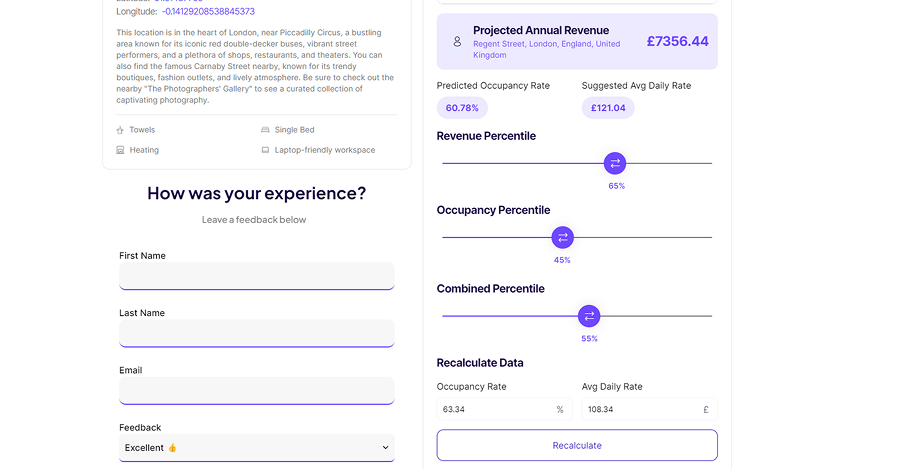 Longitude: -0.14129208538845373
This location is in the heart of London, near Piccadilly Circus, a bustling
area known for its iconic red double-decker buses, vibrant street
performers, and a plethora of shops, restaurants, and theaters. You can
also find the famous Carnaby Street nearby, known for its trendy
boutiques, fashion outlets, and lively atmosphere. Be sure to check out the
nearby "The Photographers' Gallery" to see a curated collection of
captivating photography.
Towels
Single Bed
Heating
Laptop-friendly workspace
How was your experience?
Leave a feedback below
First Name
Last Name
Email
Feedback
Excellent 👍
Projected Annual Revenue
Regent Street, London, England, United
Kingdom
£7356.44
Predicted Occupancy Rate
Suggested Avg Daily Rate
60.78%
£121.04
Revenue Percentile
65%
Occupancy Percentile
45%
Combined Percentile
55%
Recalculate Data
Occupancy Rate
Avg Daily Rate
63.34 %
108.34 £
Recalculate